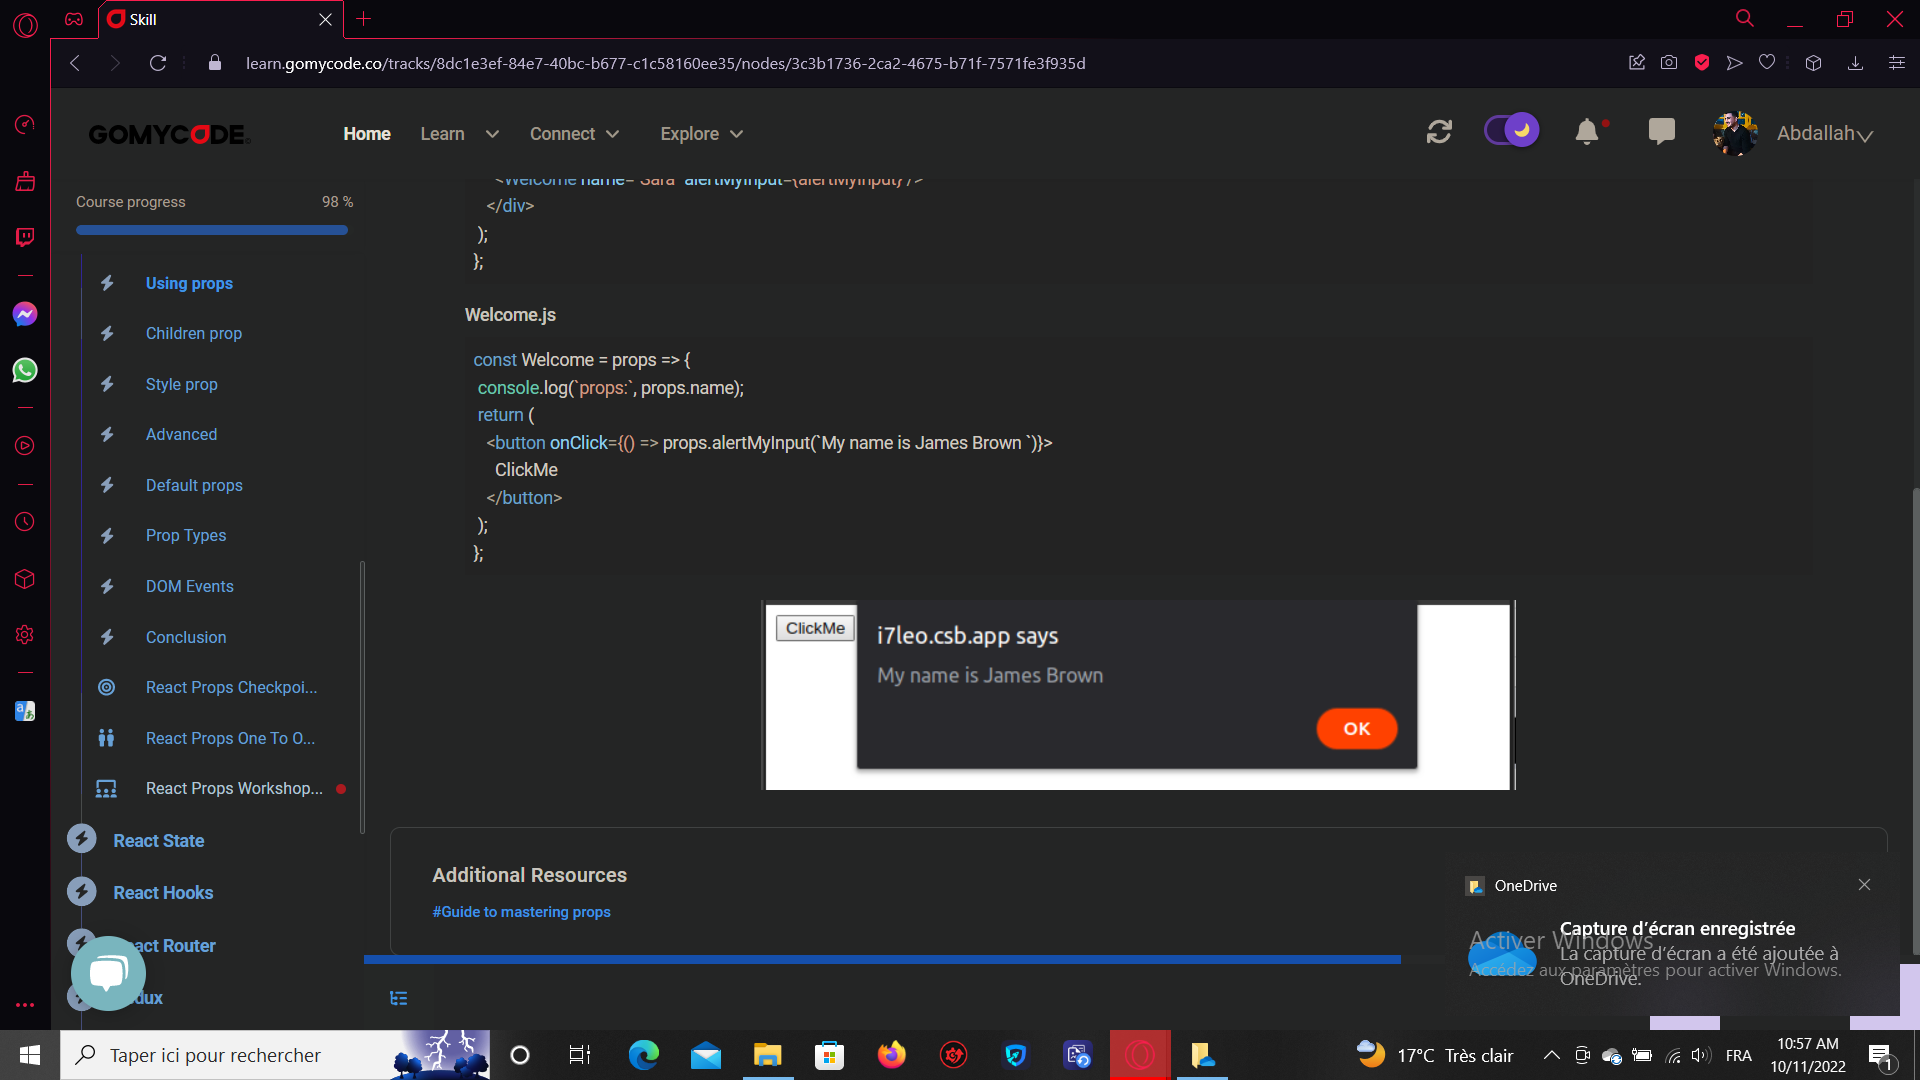 Skill
learn.gomycode.co/tracks/8dc1e3ef-84e7-40bc-b677-c1c58160ee35/nodes/3c3b1736-2ca2-4675-b71f-7571fe3f935d
GOMYCODE
Home
Learn
Connect
Explore
Abdallah
Course progress
98 %
Using props
Children prop
Style prop
Advanced
Default props
Prop Types
DOM Events
Conclusion
React Props Checkpoi...
React Props One To O...
React Props Workshop...
React State
React Hooks
act Router
dux
<Welcome name="Sara" alertMyInput={alertMyInput} />
</div>
);
};
Welcome.js
const Welcome = props => {
console.log(`props:`, props.name);
return (
<button onClick={() => props.alertMyInput(`My name is James Brown `)}>
ClickMe
</button>
);
};
ClickMe
i7leo.csb.app says
My name is James Brown
OK
Additional Resources
#Guide to mastering props
OneDrive
Capture d'écran enregistrée
La capture d'écran a été ajoutée à
OneDrive.
Activer Windows
Accédez aux paramètres pour activer Windows.
Taper ici pour rechercher
17°C Très clair
FRA
10:57 AM
10/11/2022
1